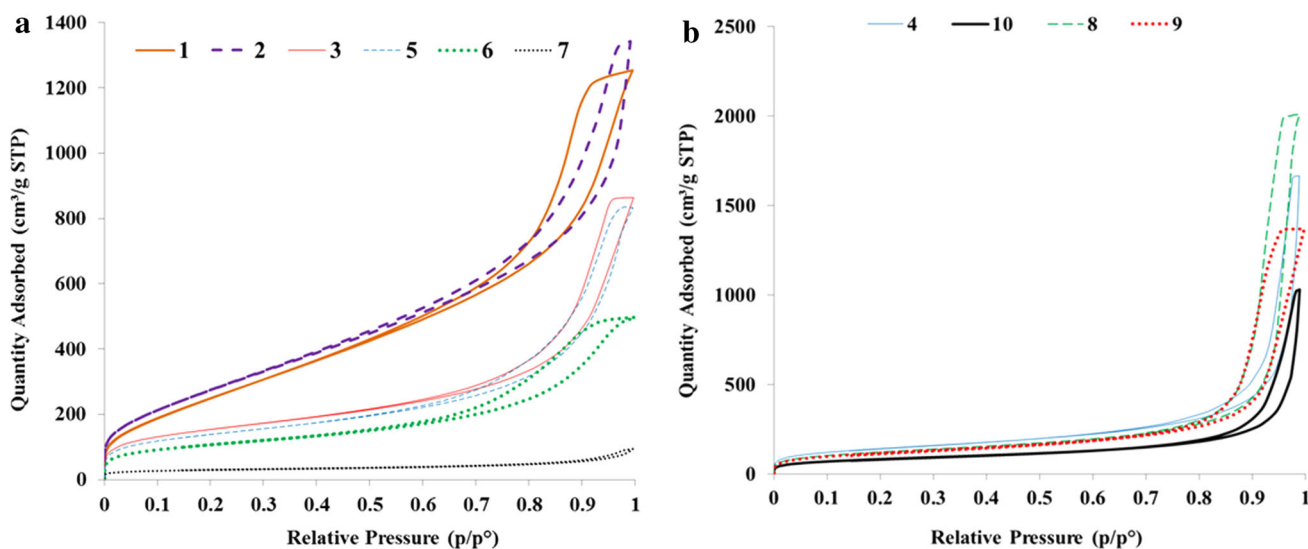 a
1 2 3 5 6 7
Quantity Adsorbed (cm³/g STP)
1400
1200
1000
800
600
400
200
0
0 0.1 0.2 0.3 0.4 0.5 0.6 0.7 0.8 0.9 1
Relative Pressure (p/p°)
b
4 10 8 9
Quantity Adsorbed (cm³/g STP)
2500
2000
1500
1000
500
0
0 0.1 0.2 0.3 0.4 0.5 0.6 0.7 0.8 0.9 1
Relative Pressure (p/p°)